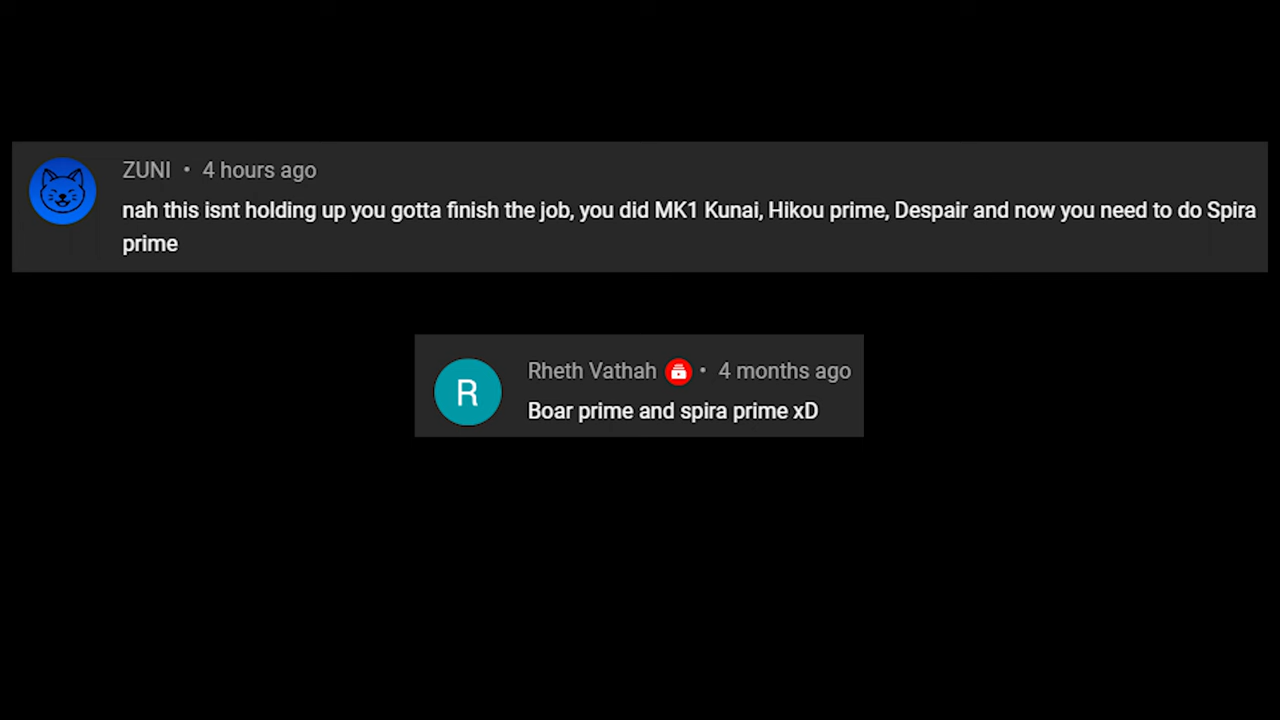 ZUNI • 4 hours ago
nah this isnt holding up you gotta finish the job, you did MK1 Kunai, Hikou prime, Despair and now you need to do Spira
prime
Rheth Vathah • 4 months ago
R
Boar prime and spira prime xD